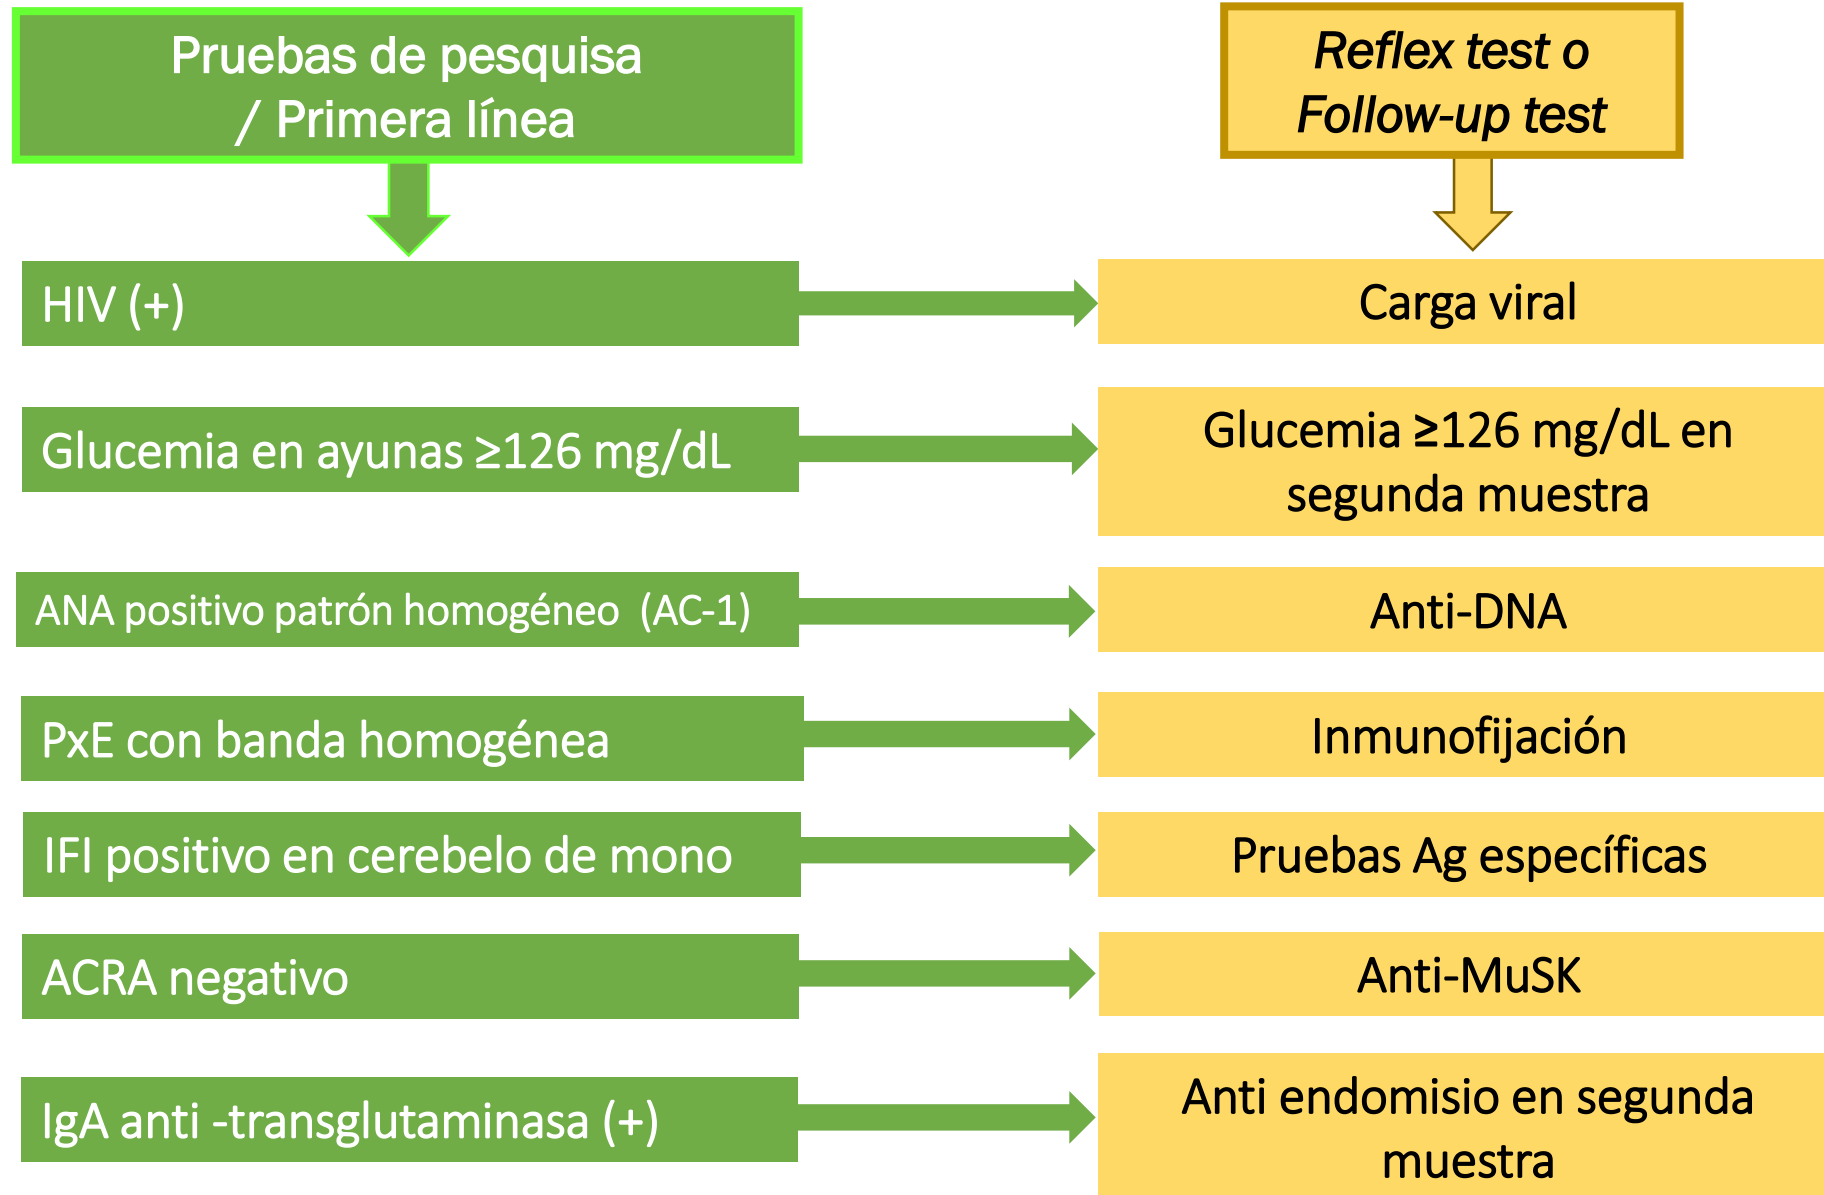 Pruebas de pesquisa
/ Primera línea
Reflex test o
Follow-up test
HIV (+)
Carga viral
Glucemia en ayunas ≥126 mg/dL
Glucemia ≥126 mg/dL en
segunda muestra
ANA positivo patrón homogéneo (AC-1)
Anti-DNA
PxE con banda homogénea
Inmunofijación
IFI positivo en cerebelo de mono
Pruebas Ag específicas
ACRA negativo
Anti-MuSK
IgA anti -transglutaminasa (+)
Anti endomisio en segunda
muestra